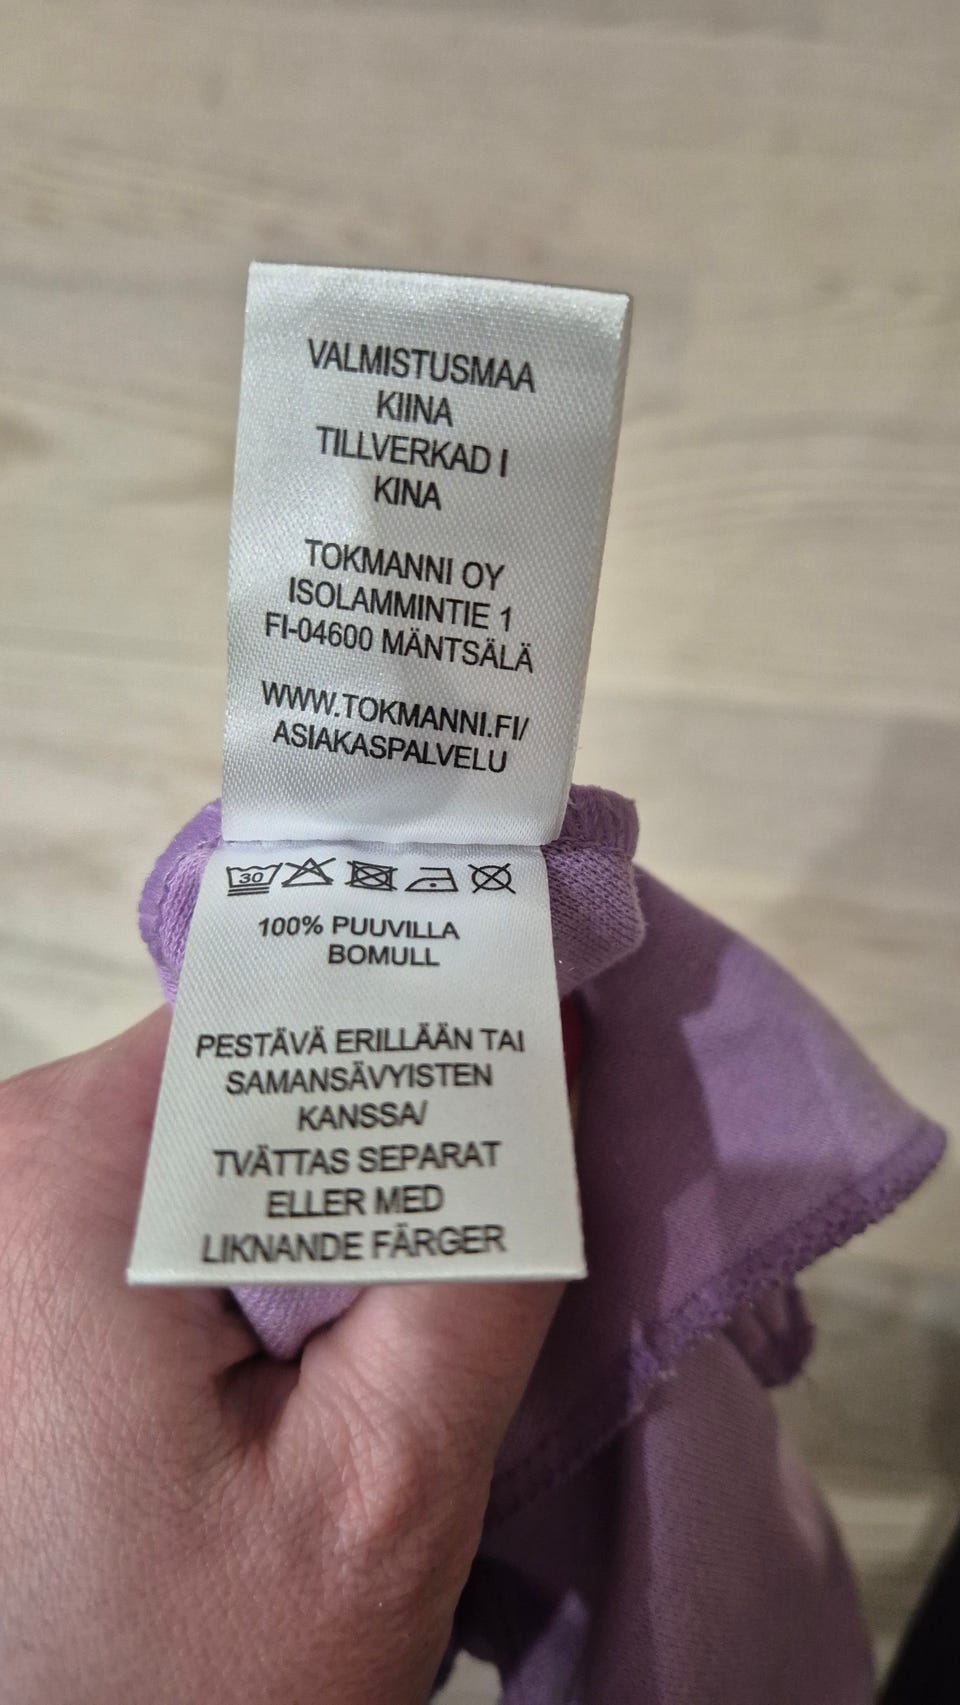 VALMISTUSMAA
KIINA
TILLVERKAD I
KINA
TOKMANNI OY
ISOLAMMINTIE 1
FI-04600 MÄNTSÄLÄ
WWW.TOKMANNI.FI/
ASIAKASPALVELU
30
100% PUUVILLA
BOMULL
PESTÄVÄ ERILLÄÄN TAI
SAMANSÄVYISTEN
KANSSA/
TVÄTTAS SEPARAT
ELLER MED
LIKNANDE FÄRGER